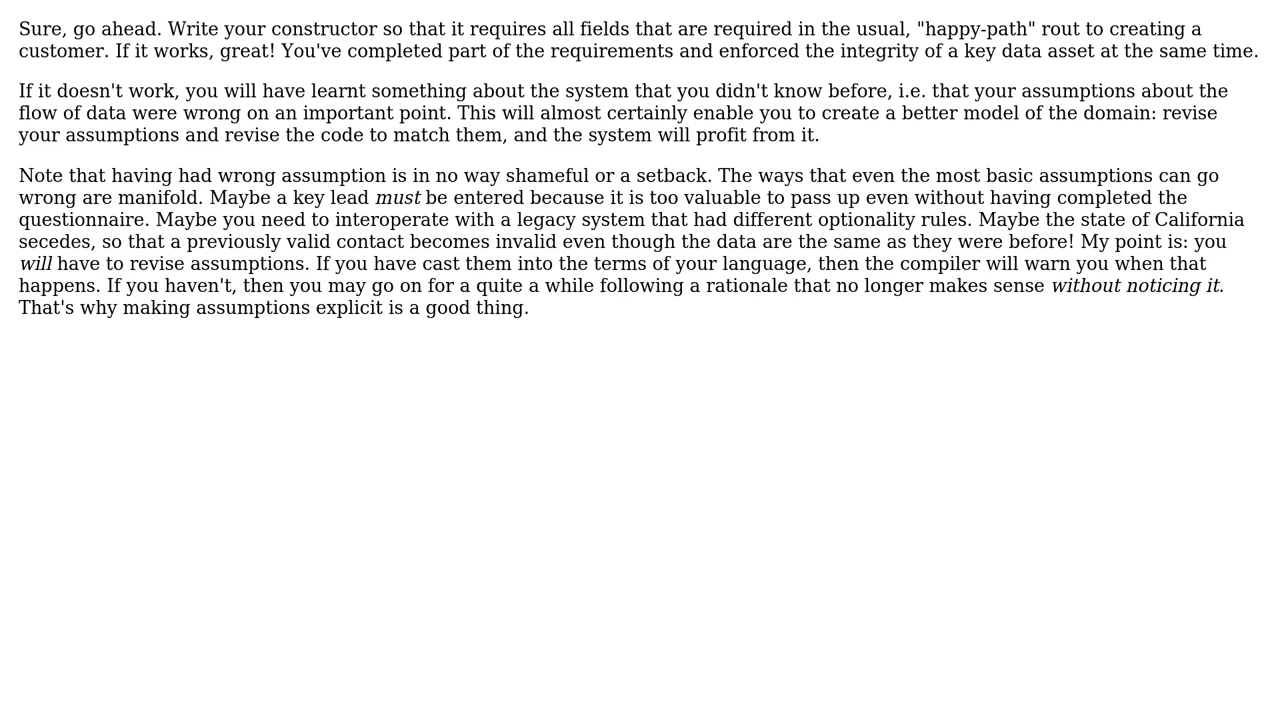 Sure, go ahead. Write your constructor so that it requires all fields that are required in the usual, "happy-path" rout to creating a
customer. If it works, great! You've completed part of the requirements and enforced the integrity of a key data asset at the same time.
If it doesn't work, you will have learnt something about the system that you didn't know before, i.e. that your assumptions about the
flow of data were wrong on an important point. This will almost certainly enable you to create a better model of the domain: revise
your assumptions and revise the code to match them, and the system will profit from it.
Note that having had wrong assumption is in no way shameful or a setback. The ways that even the most basic assumptions can go
wrong are manifold. Maybe a key lead must be entered because it is too valuable to pass up even without having completed the
questionnaire. Maybe you need to interoperate with a legacy system that had different optionality rules. Maybe the state of California
secedes, so that a previously valid contact becomes invalid even though the data are the same as they were before! My point is: you
will have to revise assumptions. If you have cast them into the terms of your language, then the compiler will warn you when that
happens. If you haven't, then you may go on for a quite a while following a rationale that no longer makes sense without noticing it.
That's why making assumptions explicit is a good thing.